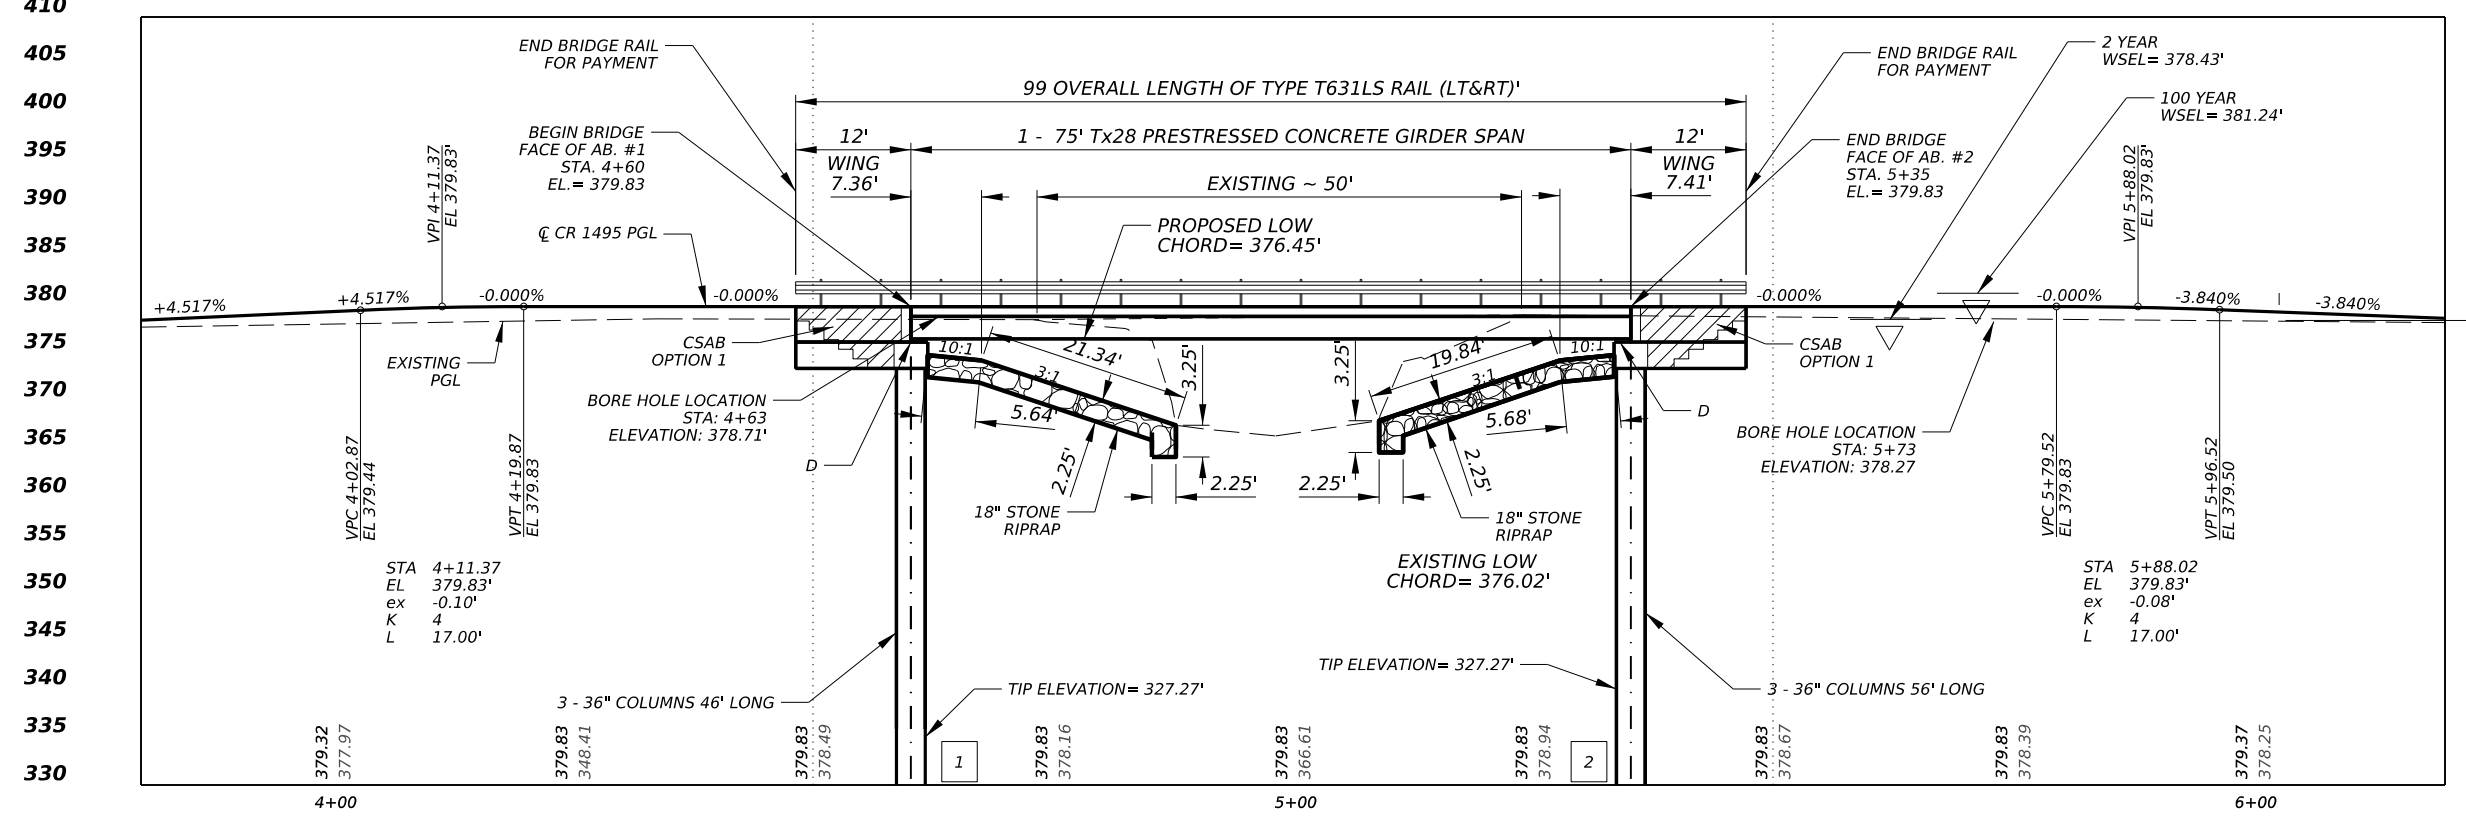 410
405
400
395
390
385
380
375
370
365
360
355
350
345
340
335
330
END BRIDGE RAIL
FOR PAYMENT
BEGIN BRIDGE
FACE OF AB. #1
STA. 4+60
EL.= 379.83
99 OVERALL LENGTH OF TYPE T631LS RAIL (LT&RT)'
12'
1 - 75' Tx28 PRESTRESSED CONCRETE GIRDER SPAN
12'
WING
7.36'
EXISTING ~ 50'
WING
7.41'
PROPOSED LOW
CHORD= 376.45'
END BRIDGE RAIL
FOR PAYMENT
2 YEAR
WSEL= 378.43'
100 YEAR
WSEL= 381.24'
END BRIDGE
FACE OF AB. #2
STA. 5+35
EL.= 379.83
VPI 4+11.37
EL 379.83'
VPI 5+88.02
EL 379.83'
℄ CR 1495 PGL
+4.517%
+4.517%
-0.000%
-0.000%
-0.000%
-0.000%
-3.840%
-3.840%
EXISTING
PGL
CSAB
OPTION 1
CSAB
OPTION 1
10:1
21.34'
3:1
3.25'
5.64'
2.25'
2.25'
3.25'
19.84'
3:1
10:1
5.68'
2.25'
2.25'
BORE HOLE LOCATION
STA: 4+63
ELEVATION: 378.71'
D
D
BORE HOLE LOCATION
STA: 5+73
ELEVATION: 378.27
VPC 4+02.87
EL 379.44
VPT 4+19.87
EL 379.83
VPC 5+79.52
EL 379.83
VPT 5+96.52
EL 379.50
18" STONE
RIPRAP
18" STONE
RIPRAP
EXISTING LOW
CHORD= 376.02'
STA 4+11.37
EL 379.83'
ex -0.10'
K 4
L 17.00'
STA 5+88.02
EL 379.83'
ex -0.08'
K 4
L 17.00'
TIP ELEVATION= 327.27'
TIP ELEVATION= 327.27'
3 - 36" COLUMNS 46' LONG
3 - 36" COLUMNS 56' LONG
379.32
377.97
379.83
348.41
379.83
378.49
1
379.83
378.16
379.83
366.61
379.83
378.94
2
379.83
378.67
379.83
378.39
379.37
378.25
4+00
5+00
6+00